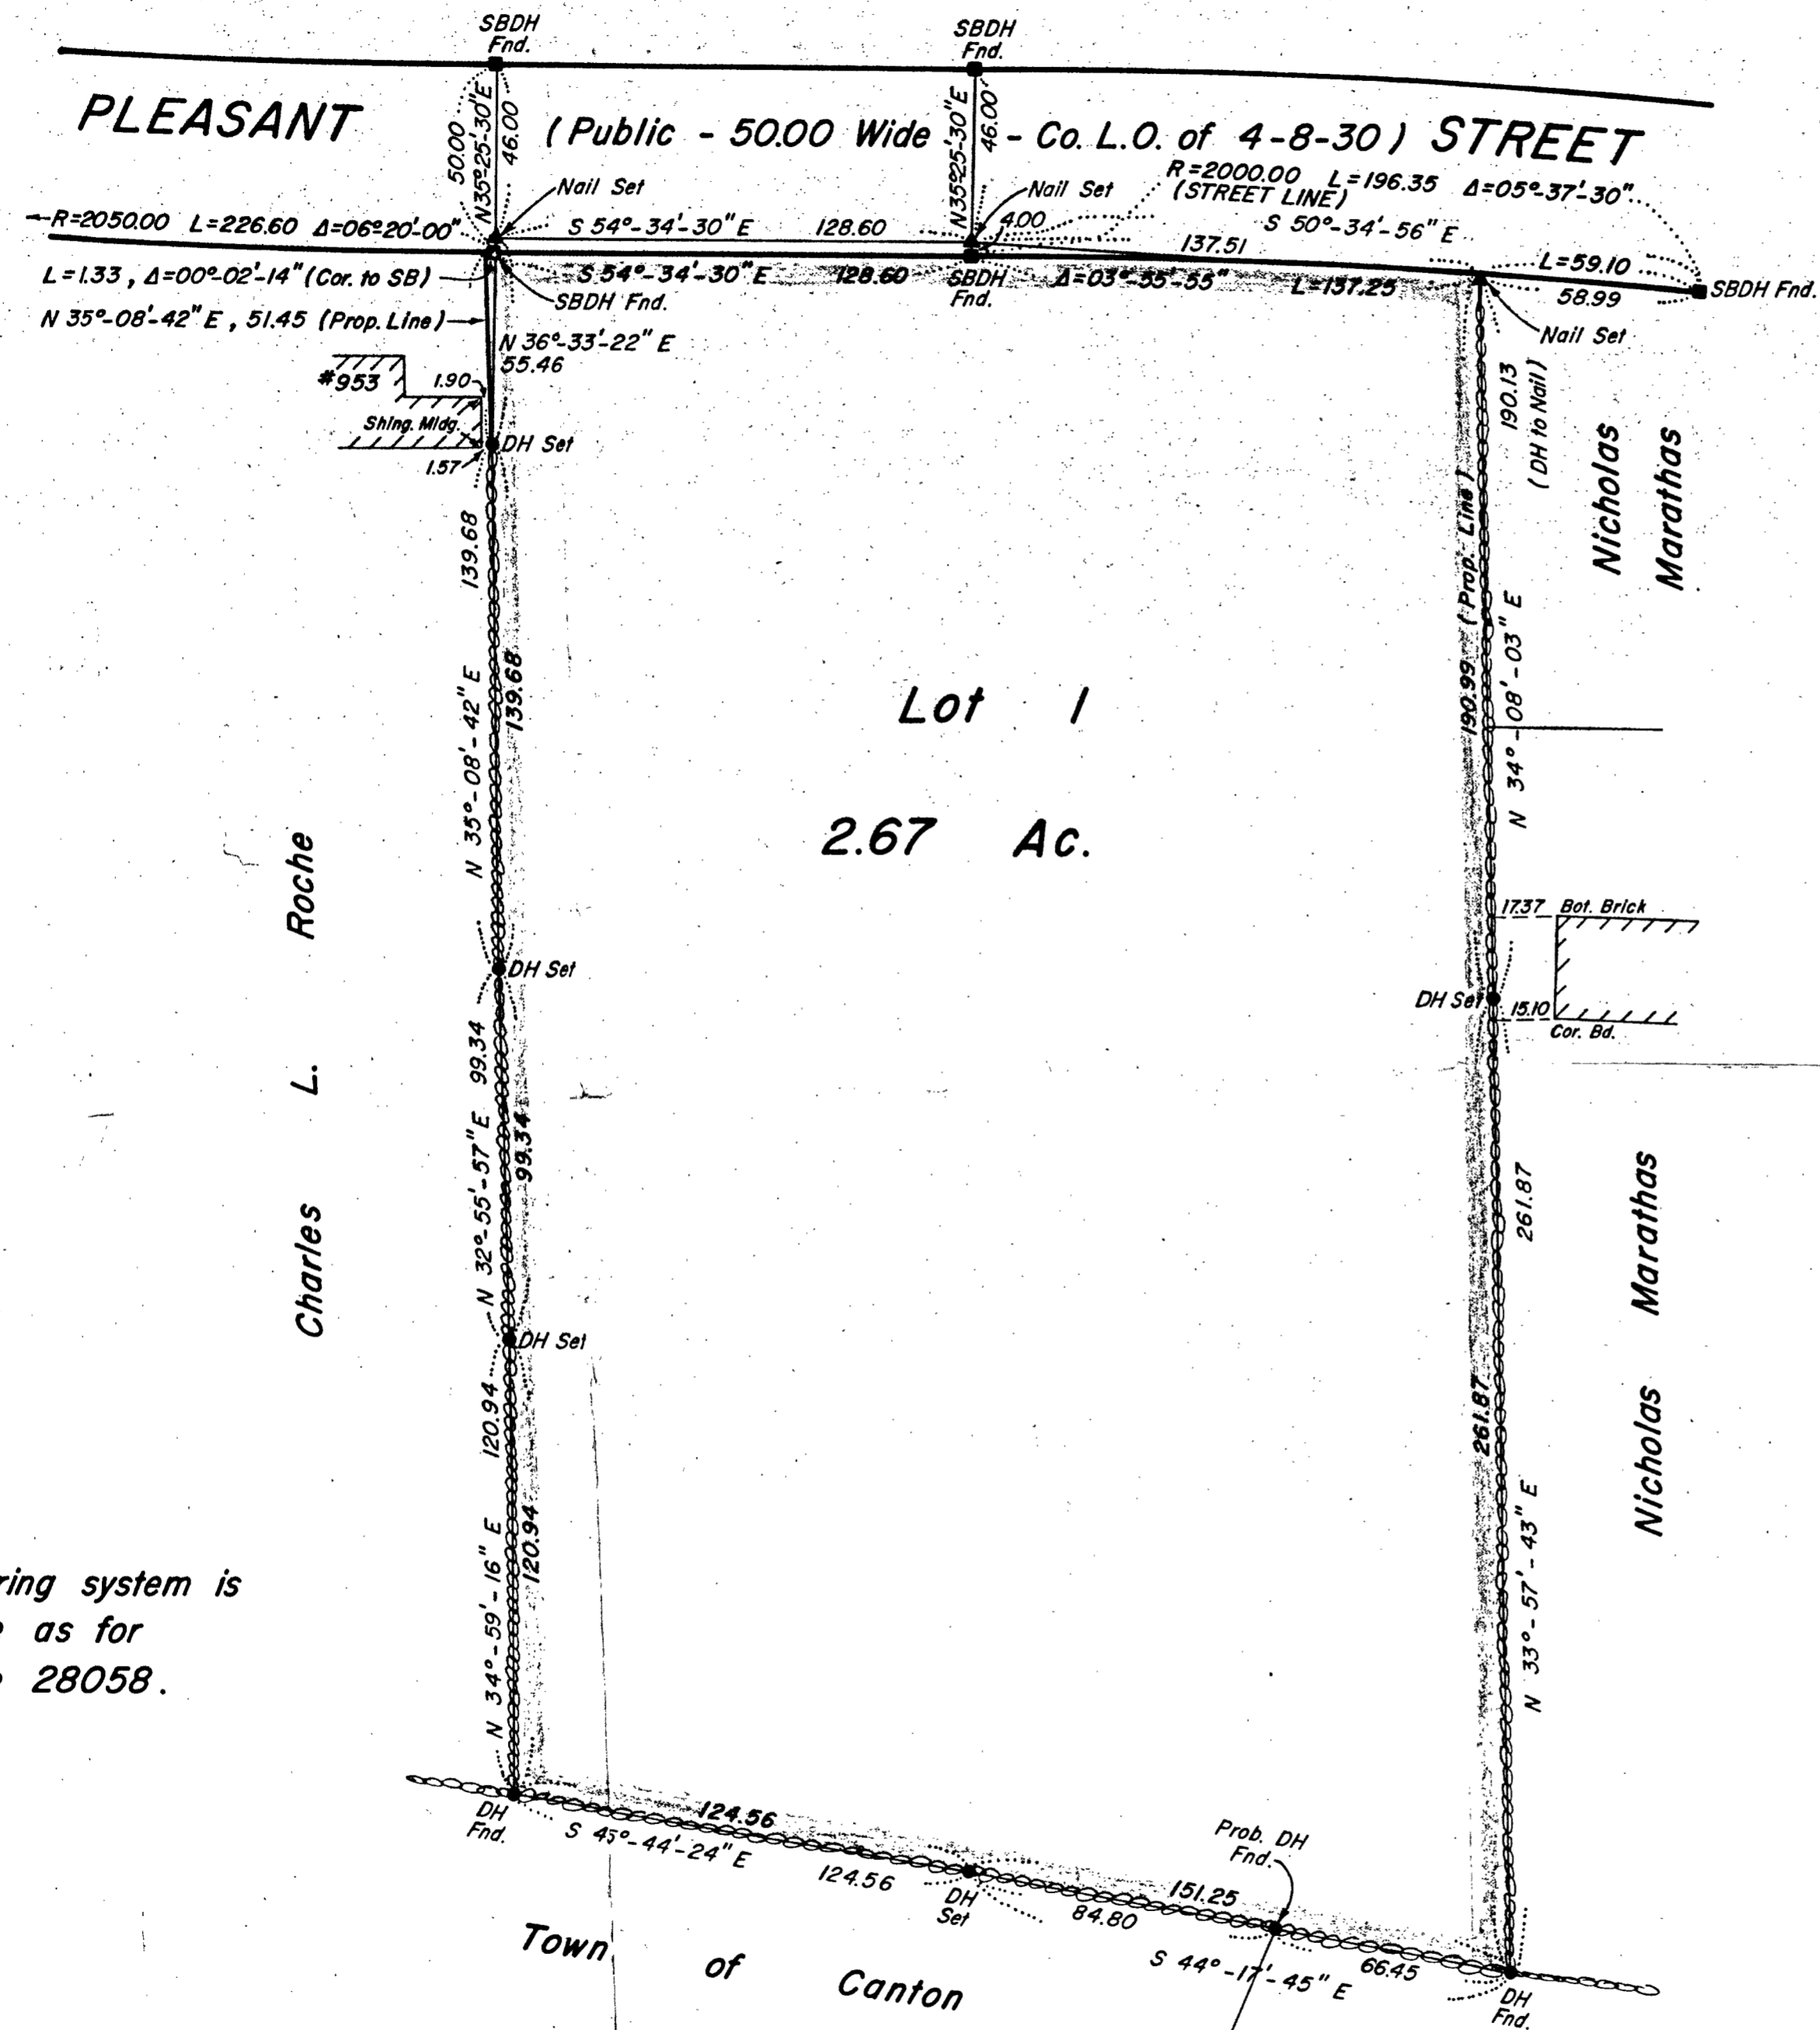 SBDH
Fnd.
SBDH
Fnd.
PLEASANT (Public - 50.00 Wide - Co. L.O. of 4-8-30) STREET
50.00
N35°-25'-30"E
46.00
N35°-25'-30"E
46.00
Nail Set
Nail Set
R=2000.00 L=196.35 Δ=05°-37'-30"
(STREET LINE)
R=2050.00 L=226.60 Δ=06°-20'-00"
S 54°-34'-30" E 128.60
4.00
S 50°-34'-56" E
137.51
L=1.33, Δ=00°-02'-14" (Cor. to SB)
S 54°-34'-30" E 128.60
SBDH
Fnd.
Δ=03°-55'-55" L=137.25
L=59.10
58.99
SBDH Fnd.
SBDH Fnd.
N 35°-08'-42" E, 51.45 (Prop. Line)
Nail Set
N 36°-33'-22" E
55.46
#953
1.90
Shing. Mldg.
1.57
DH Set
190.13
(DH to Nail)
Nicholas
Marathas
139.68
N 35°-08'-42" E
139.68
190.99 (Prop. Line)
N 34°-08'-03" E
Lot 1
2.67 Ac.
Charles L. Roche
17.37 Bot. Brick
DH Set
DH Set
15.10
Cor. Bd.
N 32°-55'-57" E 99.34
99.34
261.87
Nicholas Marathas
DH Set
261.87
N 33°-57'-43" E
N 34°-59'-16" E 120.94
120.94
ring system is
as for
28058.
DH
Fnd.
124.56
S 45°-44'-24" E
124.56
DH
Set
Prob. DH
Fnd.
151.25
84.80
S 44°-17'-45" E
66.45
DH
Fnd.
Town of Canton